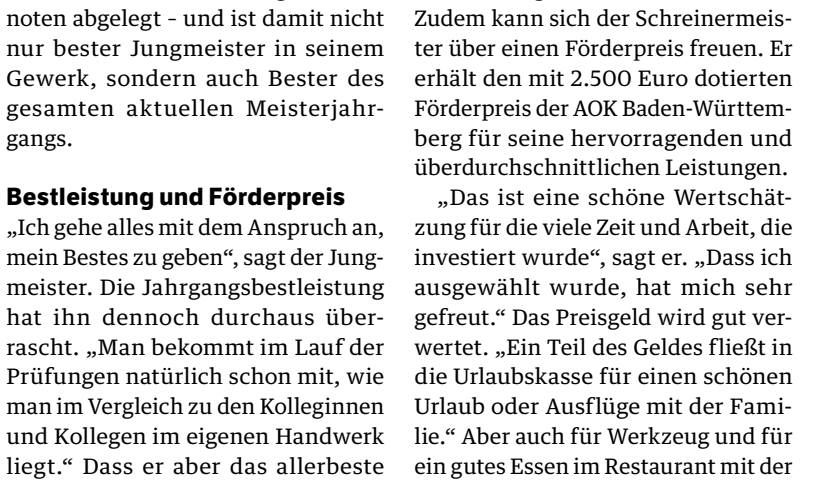 noten abgelegt – und ist damit nicht
nur bester Jungmeister in seinem
Gewerk, sondern auch Bester des
gesamten aktuellen Meisterjahr-
gangs.
Bestleistung und Förderpreis
„Ich gehe alles mit dem Anspruch an,
mein Bestes zu geben“, sagt der Jung-
meister. Die Jahrgangsbestleistung
hat ihn dennoch durchaus über-
rascht. „Man bekommt im Lauf der
Prüfungen natürlich schon mit, wie
man im Vergleich zu den Kolleginnen
und Kollegen im eigenen Handwerk
liegt.“ Dass er aber das allerbeste
Zudem kann sich der Schreinermeis-
ter über einen Förderpreis freuen. Er
erhält den mit 2.500 Euro dotierten
Förderpreis der AOK Baden-Württem-
berg für seine hervorragenden und
überdurchschnittlichen Leistungen.
„Das ist eine schöne Wertschät-
zung für die viele Zeit und Arbeit, die
investiert wurde“, sagt er. „Dass ich
ausgewählt wurde, hat mich sehr
gefreut.“ Das Preisgeld wird gut ver-
wertet. „Ein Teil des Geldes fließt in
die Urlaubskasse für einen schönen
Urlaub oder Ausflüge mit der Fami-
lie.“ Aber auch für Werkzeug und für
ein gutes Essen im Restaurant mit der